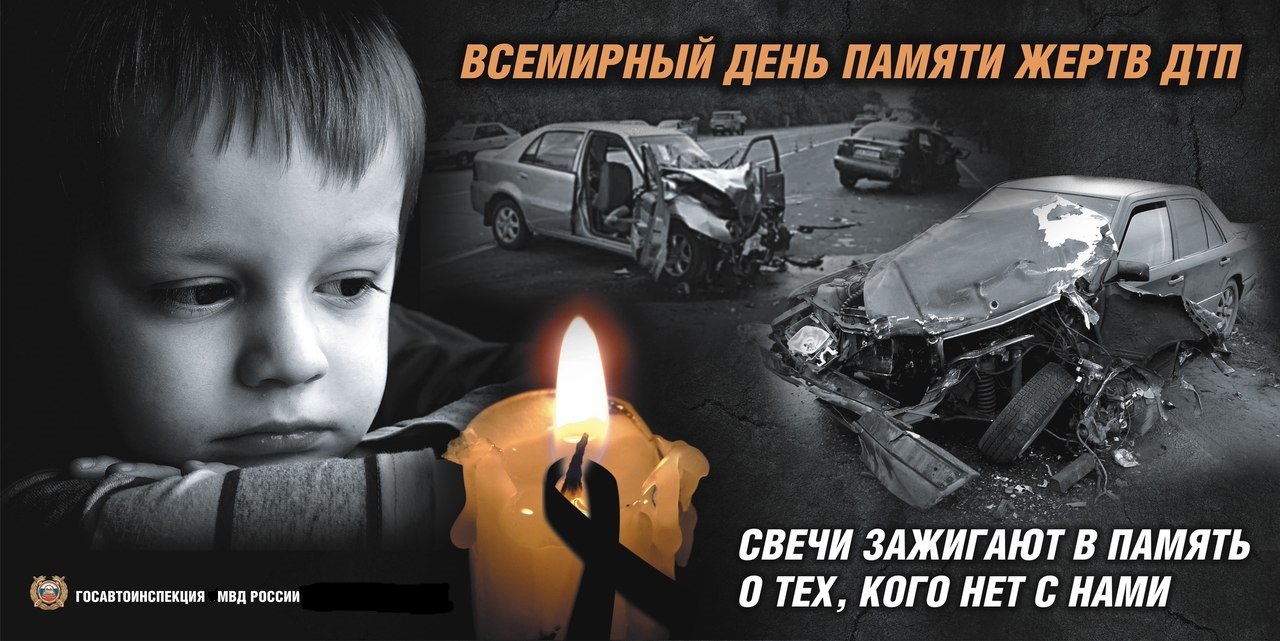 ВСЕМИРНЫЙ ДЕНЬ ПАМЯТИ ЖЕРТВ ДТП
СВЕЧИ ЗАЖИГАЮТ В ПАМЯТЬ
О ТЕХ, КОГО НЕТ С НАМИ
ГОСАВТОИНСПЕКЦИЯ МВД РОССИИ